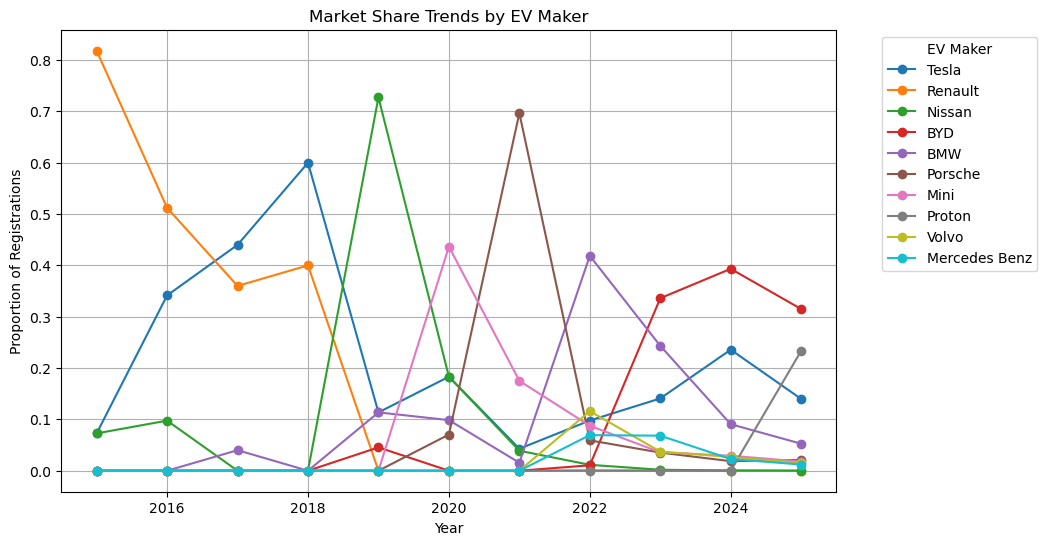 Market Share Trends by EV Maker
Proportion of Registrations
0.8
0.7
0.6
0.5
0.4
0.3
0.2
0.1
0.0
2016 2018 2020 2022 2024
Year
EV Maker
Tesla
Renault
Nissan
BYD
BMW
Porsche
Mini
Proton
Volvo
Mercedes Benz